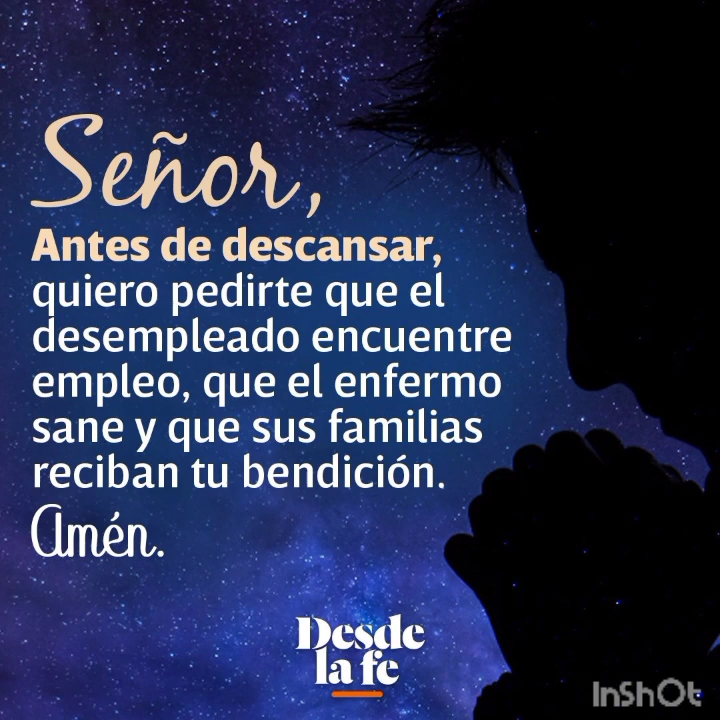 Señor,
Antes de descansar,
quiero pedirte que el
desempleado encuentre
empleo, que el enfermo
sane y que sus familias
reciban tu bendición.
Amén.
Desde
la fe
InShOt